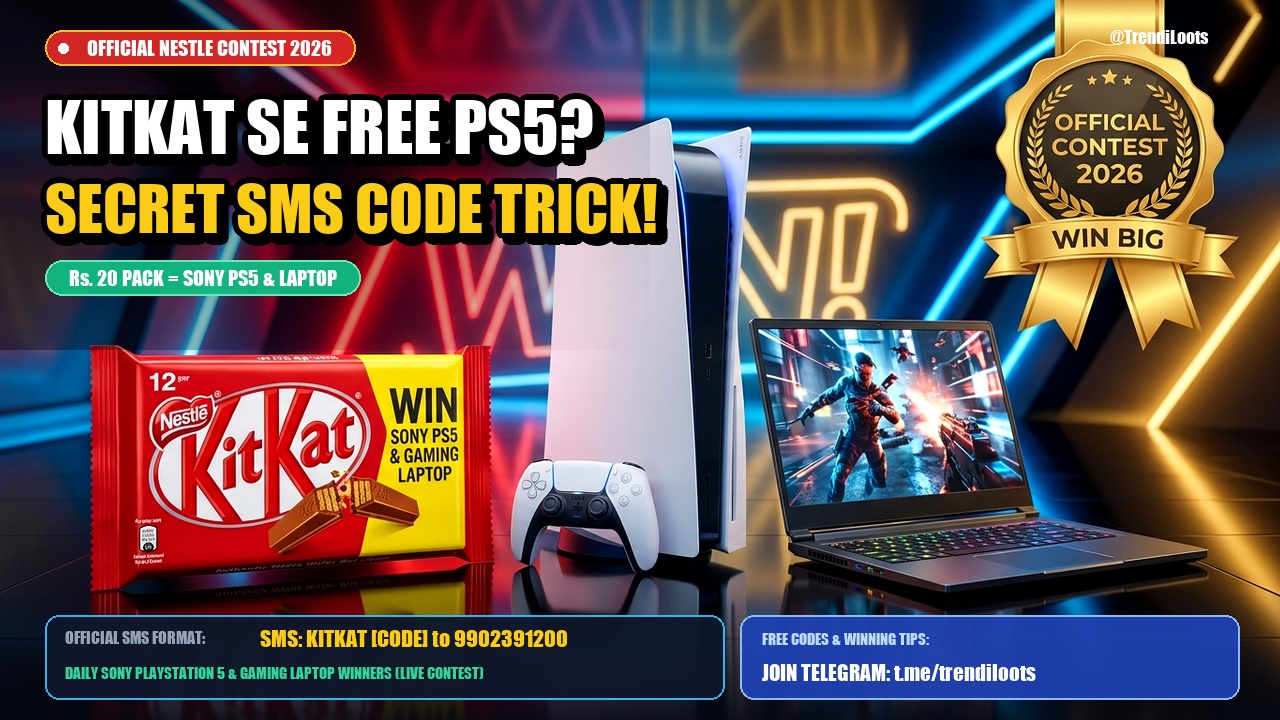 OFFICIAL NESTLE CONTEST 2026
@TrendiLoots
KITKAT SE FREE PS5?
SECRET SMS CODE TRICK!
Rs. 20 PACK = SONY PS5 & LAPTOP
OFFICIAL
CONTEST
2026
WIN BIG
12
Nestlé
KitKat
WIN
SONY PS5
& GAMING
LAPTOP
OFFICIAL SMS FORMAT:
SMS: KITKAT [CODE] to 9902391200
DAILY SONY PLAYSTATION 5 & GAMING LAPTOP WINNERS (LIVE CONTEST)
FREE CODES & WINNING TIPS:
JOIN TELEGRAM: t.me/trendiloots